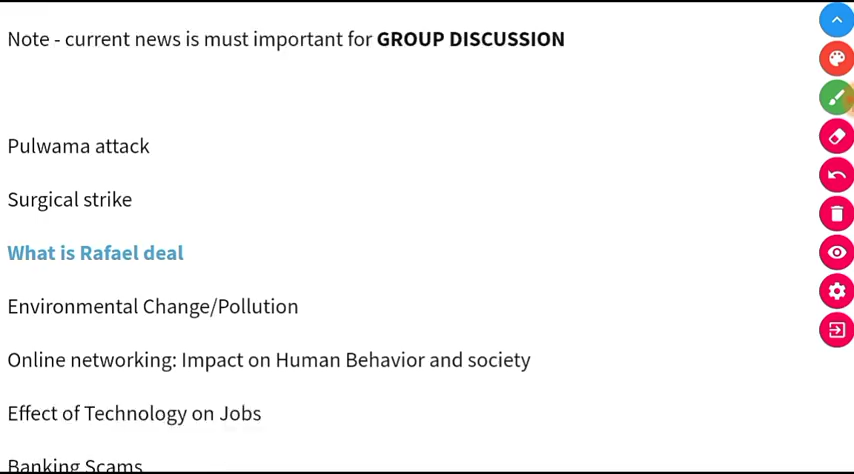 Note - current news is must important for GROUP DISCUSSION
Pulwama attack
Surgical strike
What is Rafael deal
Environmental Change/Pollution
Online networking: Impact on Human Behavior and society
Effect of Technology on Jobs
Banking Scams